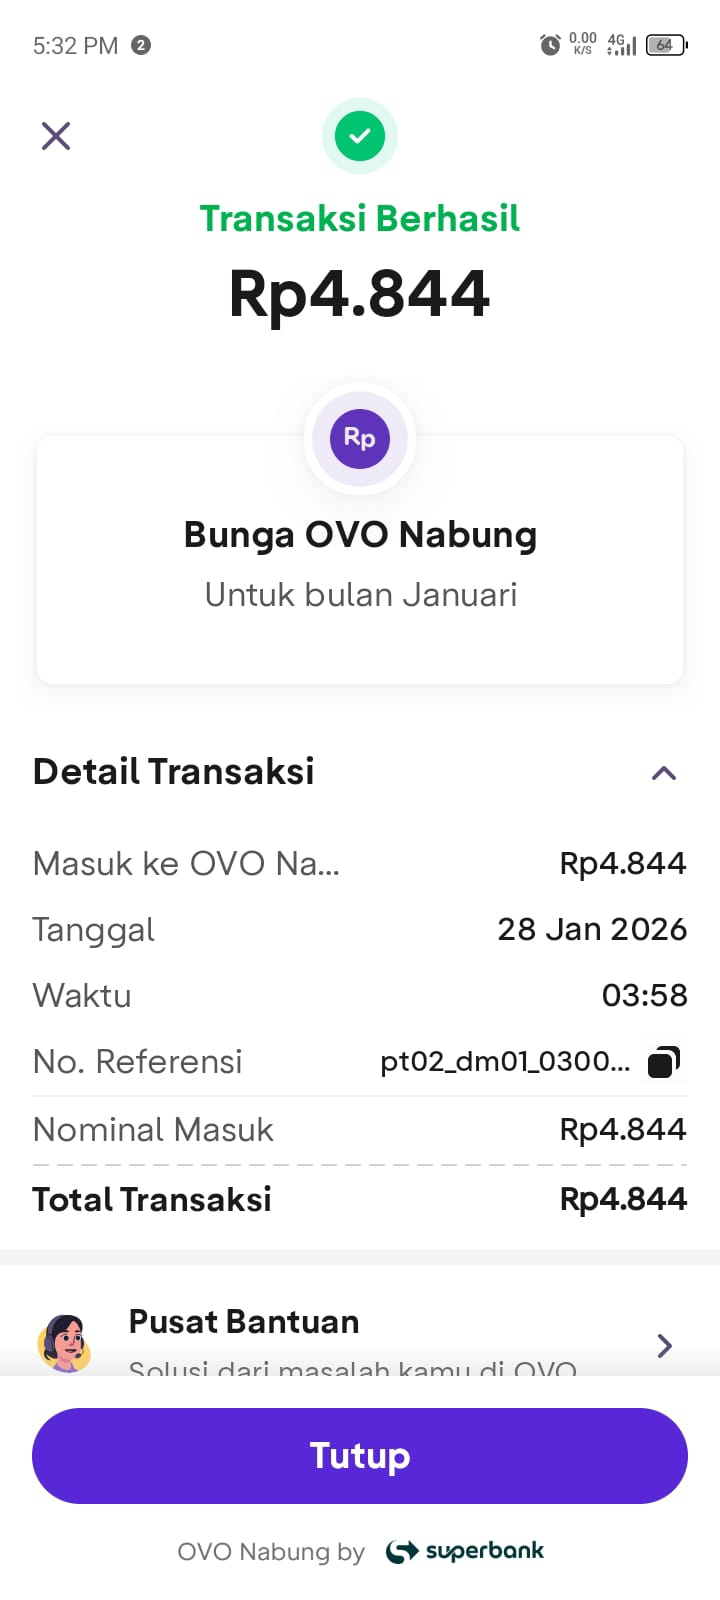 5:32 PM 2 0.00 K/S 4G 64
Transaksi Berhasil
Rp4.844
Rp
Bunga OVO Nabung
Untuk bulan Januari
Detail Transaksi
Masuk ke OVO Na... Rp4.844
Tanggal 28 Jan 2026
Waktu 03:58
No. Referensi pt02_dm01_0300...
Nominal Masuk Rp4.844
Total Transaksi Rp4.844
Pusat Bantuan
Solusi dari masalah kamu di OVO
Tutup
OVO Nabung by superbank